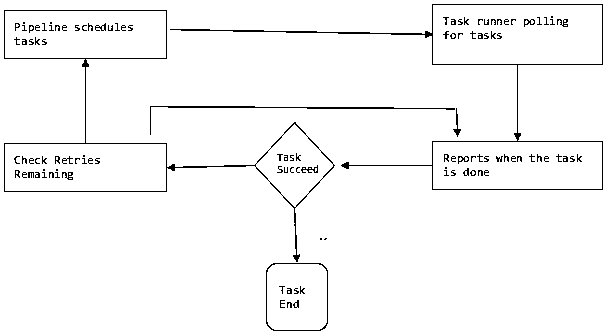 Pipeline schedules
tasks
Task runner polling
for tasks
Check Retries
Remaining
Task
Succeed
Reports when the task
is done
Task
End